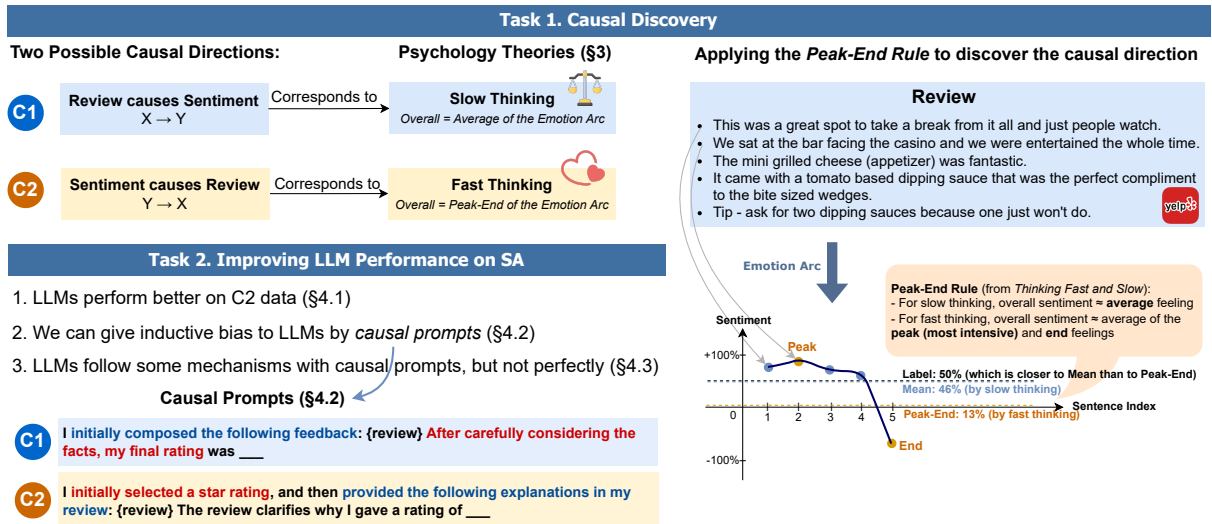 Task 1. Causal Discovery
Two Possible Causal Directions:
Psychology Theories (§3)
C1
Review causes Sentiment
X → Y
Corresponds to
Slow Thinking
Overall = Average of the Emotion Arc
C2
Sentiment causes Review
Y → X
Corresponds to
Fast Thinking
Overall = Peak-End of the Emotion Arc
Applying the Peak-End Rule to discover the causal direction
Review
• This was a great spot to take a break from it all and just people watch.
• We sat at the bar facing the casino and we were entertained the whole time.
• The mini grilled cheese (appetizer) was fantastic.
• It came with a tomato based dipping sauce that was the perfect compliment
to the bite sized wedges.
• Tip - ask for two dipping sauces because one just won't do.
yelp
Emotion Arc
Peak-End Rule (from Thinking Fast and Slow):
- For slow thinking, overall sentiment ≈ average feeling
- For fast thinking, overall sentiment ≈ average of the
peak (most intensive) and end feelings
Sentiment
+100%
Peak
Label: 50% (which is closer to Mean than to Peak-End)
Mean: 46% (by slow thinking)
0
1
2
3
4
5
Sentence Index
Peak-End: 13% (by fast thinking)
End
-100%
Task 2. Improving LLM Performance on SA
1. LLMs perform better on C2 data (§4.1)
2. We can give inductive bias to LLMs by causal prompts (§4.2)
3. LLMs follow some mechanisms with causal prompts, but not perfectly (§4.3)
Causal Prompts (§4.2)
C1
I initially composed the following feedback: {review} After carefully considering the
facts, my final rating was ___
C2
I initially selected a star rating, and then provided the following explanations in my
review: {review} The review clarifies why I gave a rating of ___